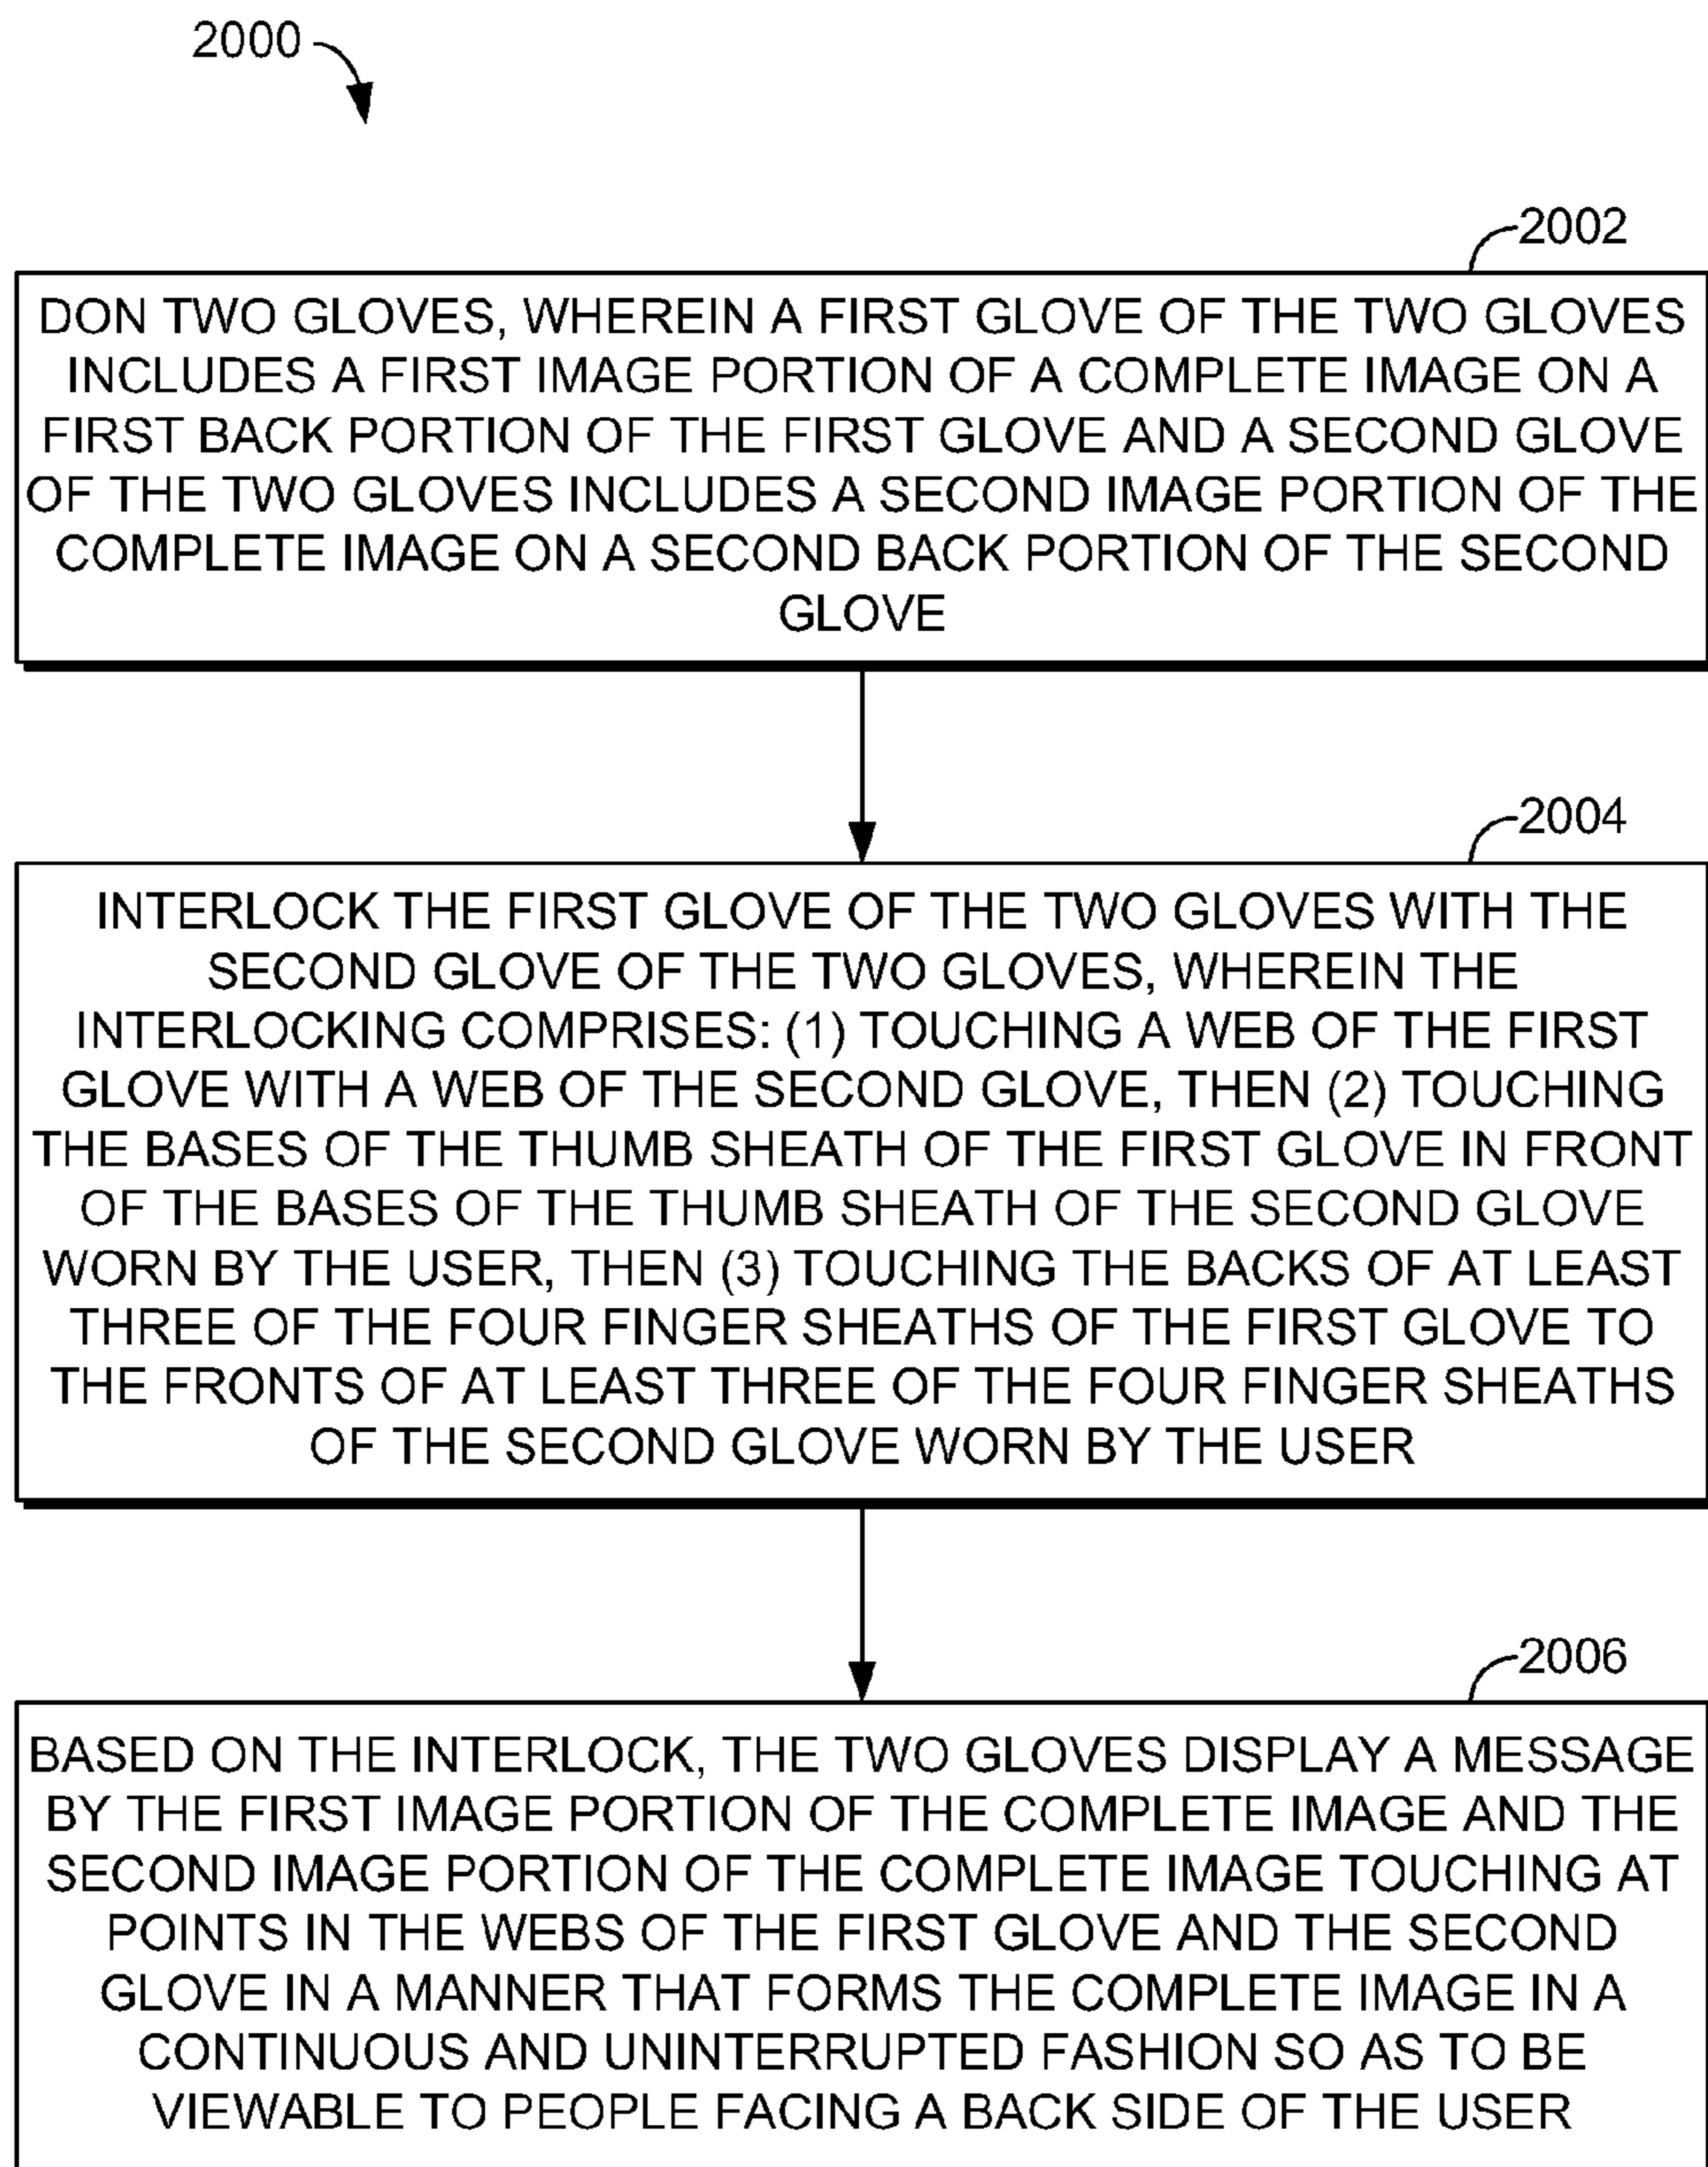 2000
2002
DON TWO GLOVES, WHEREIN A FIRST GLOVE OF THE TWO GLOVES
INCLUDES A FIRST IMAGE PORTION OF A COMPLETE IMAGE ON A
FIRST BACK PORTION OF THE FIRST GLOVE AND A SECOND GLOVE
OF THE TWO GLOVES INCLUDES A SECOND IMAGE PORTION OF THE
COMPLETE IMAGE ON A SECOND BACK PORTION OF THE SECOND
GLOVE
2004
INTERLOCK THE FIRST GLOVE OF THE TWO GLOVES WITH THE
SECOND GLOVE OF THE TWO GLOVES, WHEREIN THE
INTERLOCKING COMPRISES: (1) TOUCHING A WEB OF THE FIRST
GLOVE WITH A WEB OF THE SECOND GLOVE, THEN (2) TOUCHING
THE BASES OF THE THUMB SHEATH OF THE FIRST GLOVE IN FRONT
OF THE BASES OF THE THUMB SHEATH OF THE SECOND GLOVE
WORN BY THE USER, THEN (3) TOUCHING THE BACKS OF AT LEAST
THREE OF THE FOUR FINGER SHEATHS OF THE FIRST GLOVE TO
THE FRONTS OF AT LEAST THREE OF THE FOUR FINGER SHEATHS
OF THE SECOND GLOVE WORN BY THE USER
2006
BASED ON THE INTERLOCK, THE TWO GLOVES DISPLAY A MESSAGE
BY THE FIRST IMAGE PORTION OF THE COMPLETE IMAGE AND THE
SECOND IMAGE PORTION OF THE COMPLETE IMAGE TOUCHING AT
POINTS IN THE WEBS OF THE FIRST GLOVE AND THE SECOND
GLOVE IN A MANNER THAT FORMS THE COMPLETE IMAGE IN A
CONTINUOUS AND UNINTERRUPTED FASHION SO AS TO BE
VIEWABLE TO PEOPLE FACING A BACK SIDE OF THE USER